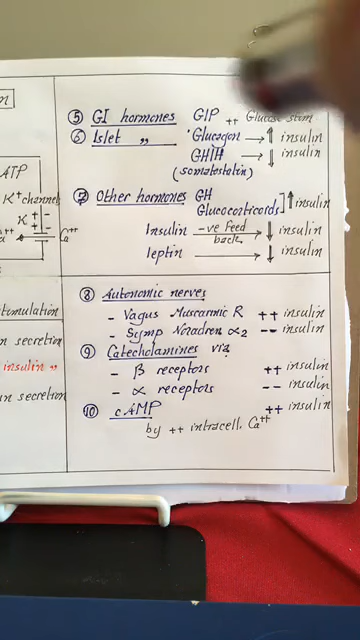 ATP
K⁺ channels
K⁺
Ca⁺⁺
stimulation
n secretion
insulin "
n secretion
⑤ GI hormones GIP ++ Glucose stim
⑥ Islet " Glucagon → ↑ insulin
GHIH → ↓ insulin
(somatostatin)
⑦ Other hormones GH
Glucocorticords ] ↑ insulin
Insulin -ve feed back → ↓ insulin
leptin → ↓ insulin
⑧ Autonomic nerves
- Vagus Muscarinic R ++ insulin
- Symp Noradren α₂ -- insulin
⑨ Catecholamines via
- β receptors ++ insulin
- α receptors -- insulin
⑩ cAMP ++ insulin
by ++ intracell. Ca⁺⁺